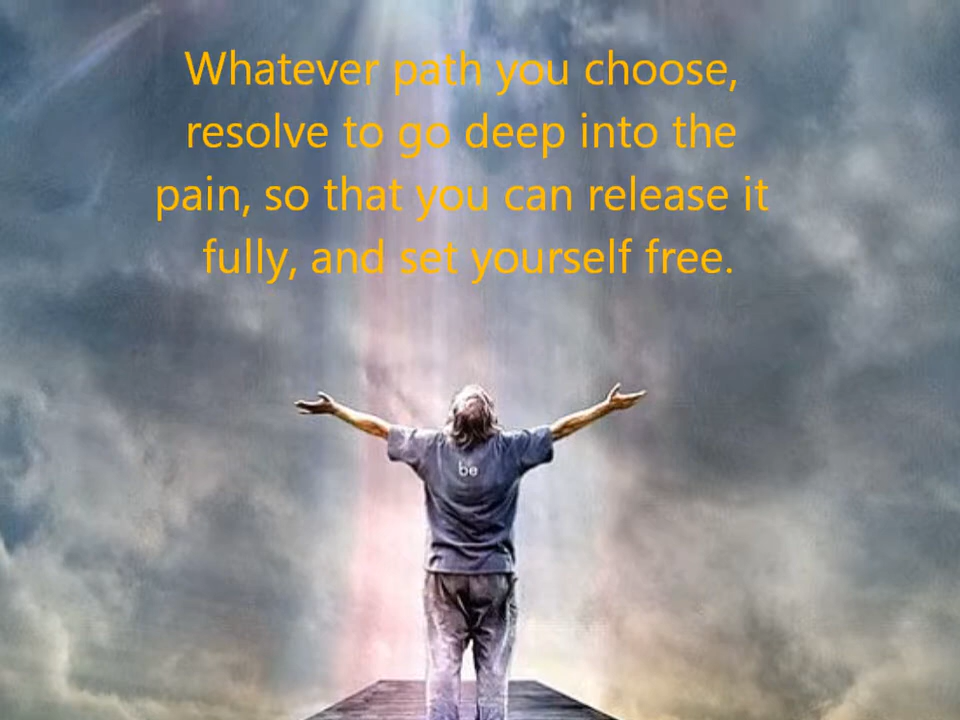 Whatever path you choose,
resolve to go deep into the
pain, so that you can release it
fully, and set yourself free.
be